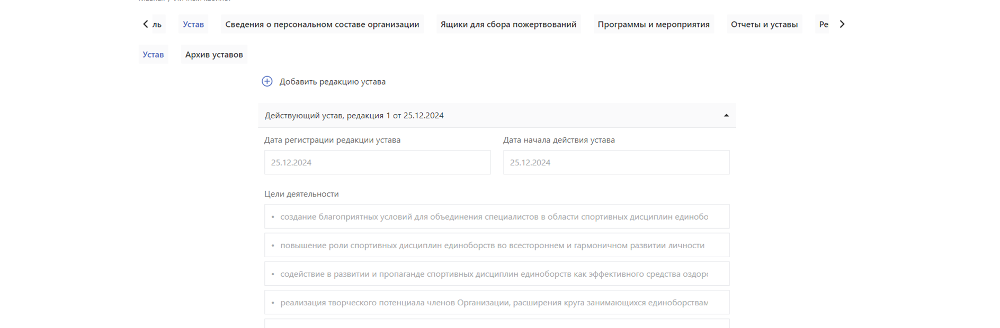 Устав Сведения о персональном составе организации Ящики для сбора пожертвований Программы и мероприятия Отчеты и уставы
Устав Архив уставов
Добавить редакцию устава
Действующий устав, редакция 1 от 25.12.2024
Дата регистрации редакции устава Дата начала действия устава
25.12.2024 25.12.2024
Цели деятельности
• создание благоприятных условий для объединения специалистов в области спортивных дисциплин единобо
• повышение роли спортивных дисциплин единоборств во всестороннем и гармоничном развитии личности
• содействие в развитии и пропаганде спортивных дисциплин единоборств как эффективного средства оздоро
• реализация творческого потенциала членов Организации, расширения круга занимающихся единоборствам